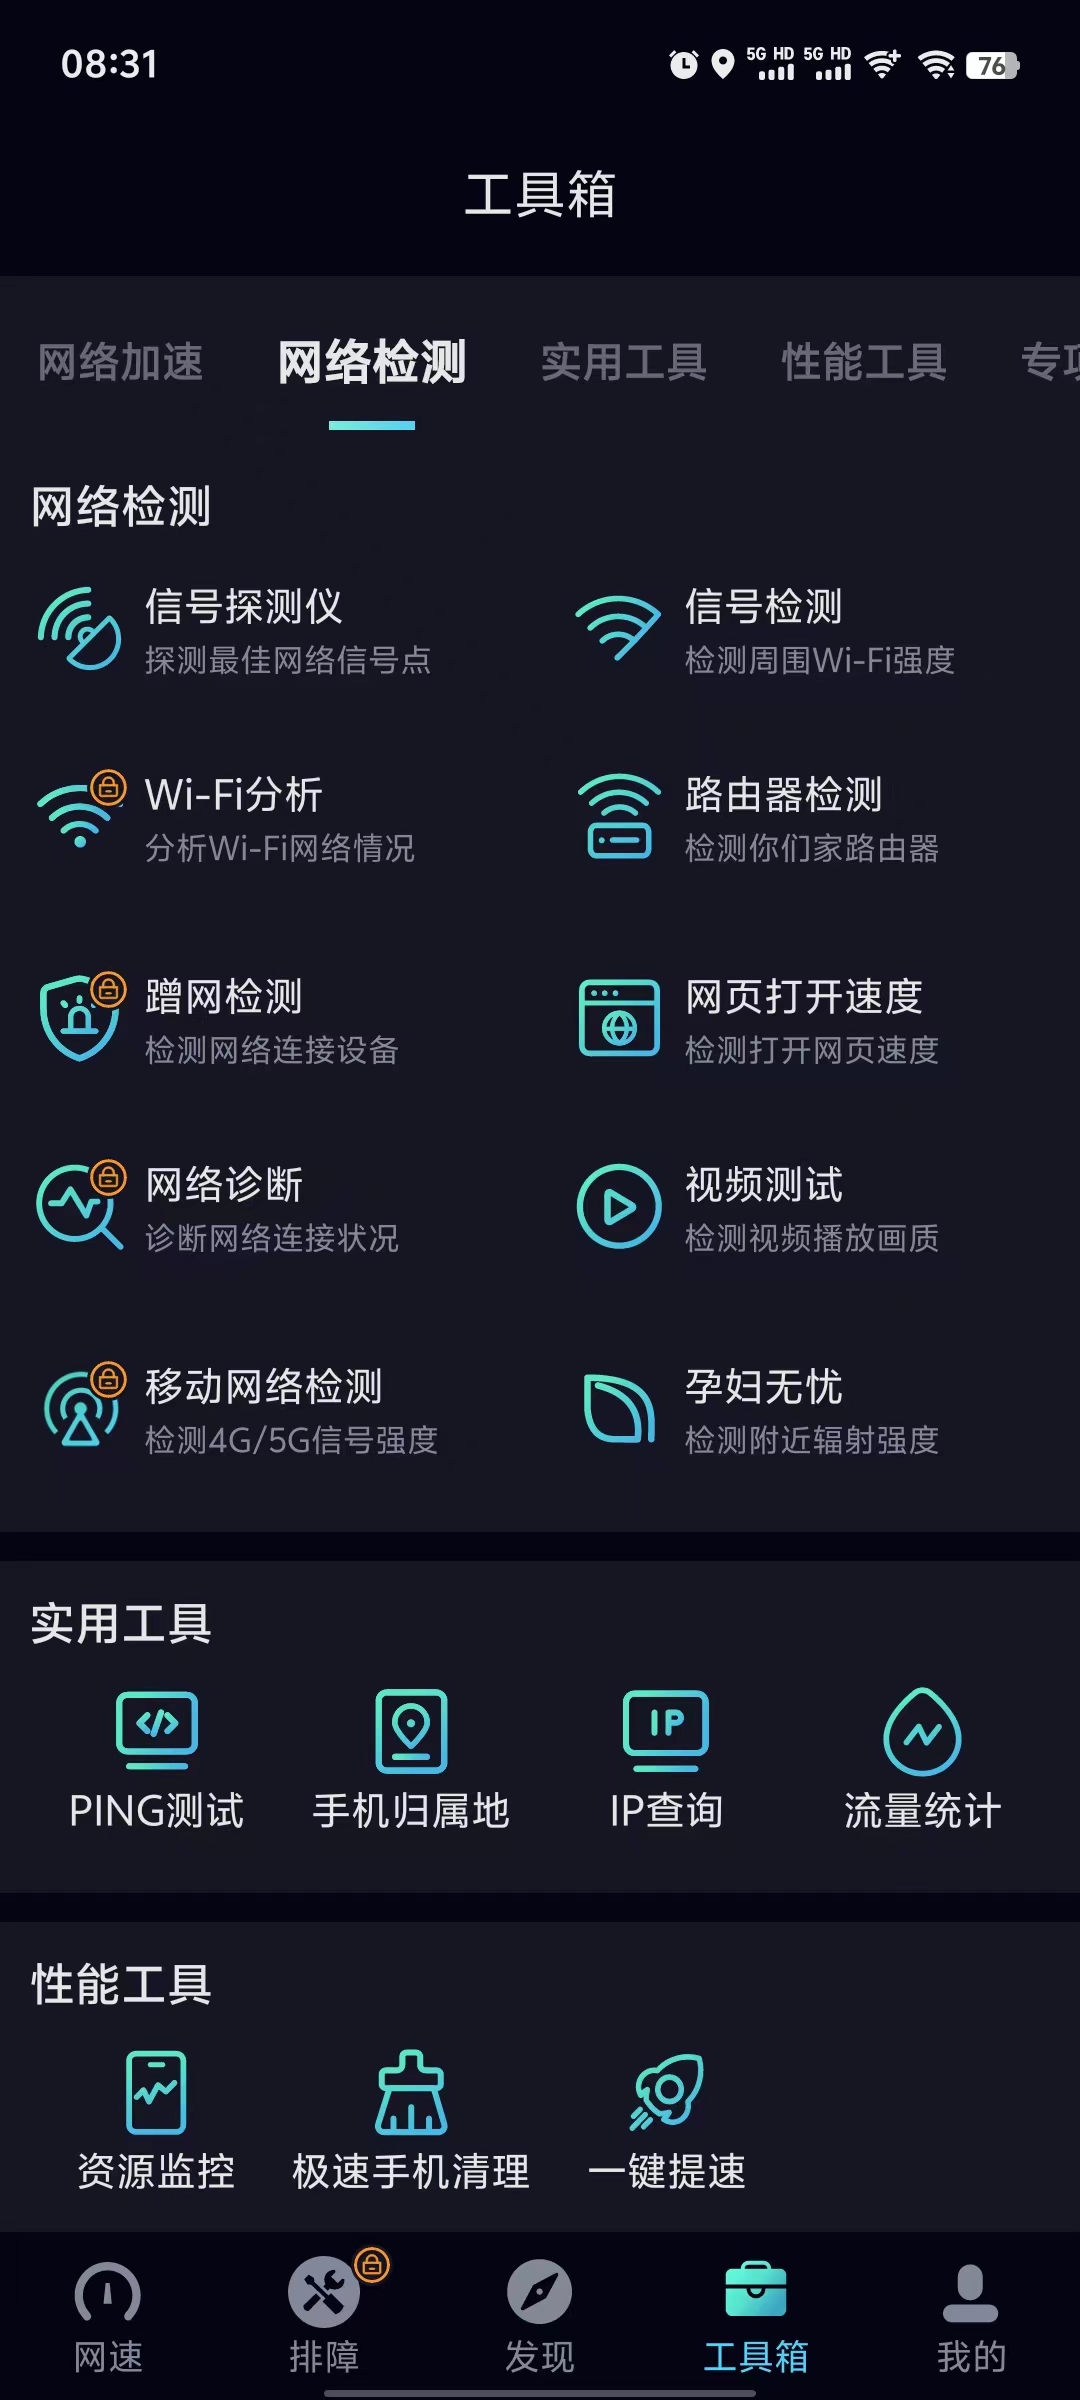 08:31
5G HD 5G HD
76
工具箱
网络加速 网络检测 实用工具 性能工具 专项
网络检测
信号探测仪
探测最佳网络信号点
信号检测
检测周围Wi-Fi强度
Wi-Fi分析
分析Wi-Fi网络情况
路由器检测
检测你们家路由器
蹭网检测
检测网络连接设备
网页打开速度
检测打开网页速度
网络诊断
诊断网络连接状况
视频测试
检测视频播放画质
移动网络检测
检测4G/5G信号强度
孕妇无忧
检测附近辐射强度
实用工具
IP
PING测试 手机归属地 IP查询 流量统计
性能工具
资源监控 极速手机清理 一键提速
网速 排障 发现 工具箱 我的